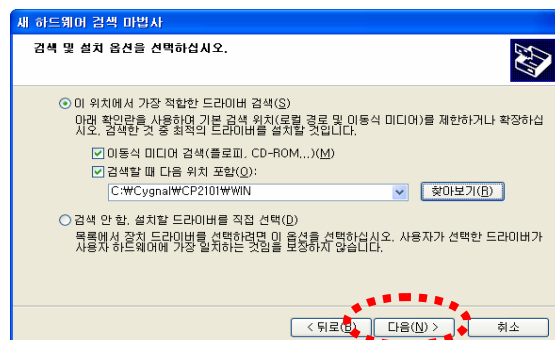 새 하드웨어 검색 마법사
검색 및 설치 옵션을 선택하십시오.
이 위치에서 가장 적합한 드라이버 검색(S)
아래 확인란을 사용하여 기본 검색 위치(로컬 경로 및 이동식 미디어)를 제한하거나 확장하십
시오. 검색한 것 중 최적의 드라이버를 설치할 것입니다.
이동식 미디어 검색(플로피, CD-ROM...)(M)
검색할 때 다음 위치 포함(O):
C:₩Cygnal₩CP2101₩WIN
찾아보기(R)
검색 안 함. 설치할 드라이버를 직접 선택(D)
목록에서 장치 드라이버를 선택하려면 이 옵션을 선택하십시오. 사용자가 선택한 드라이버가
사용자 하드웨어에 가장 일치하는 것임을 보장하지 않습니다.
< 뒤로(B)
다음(N) >
취소